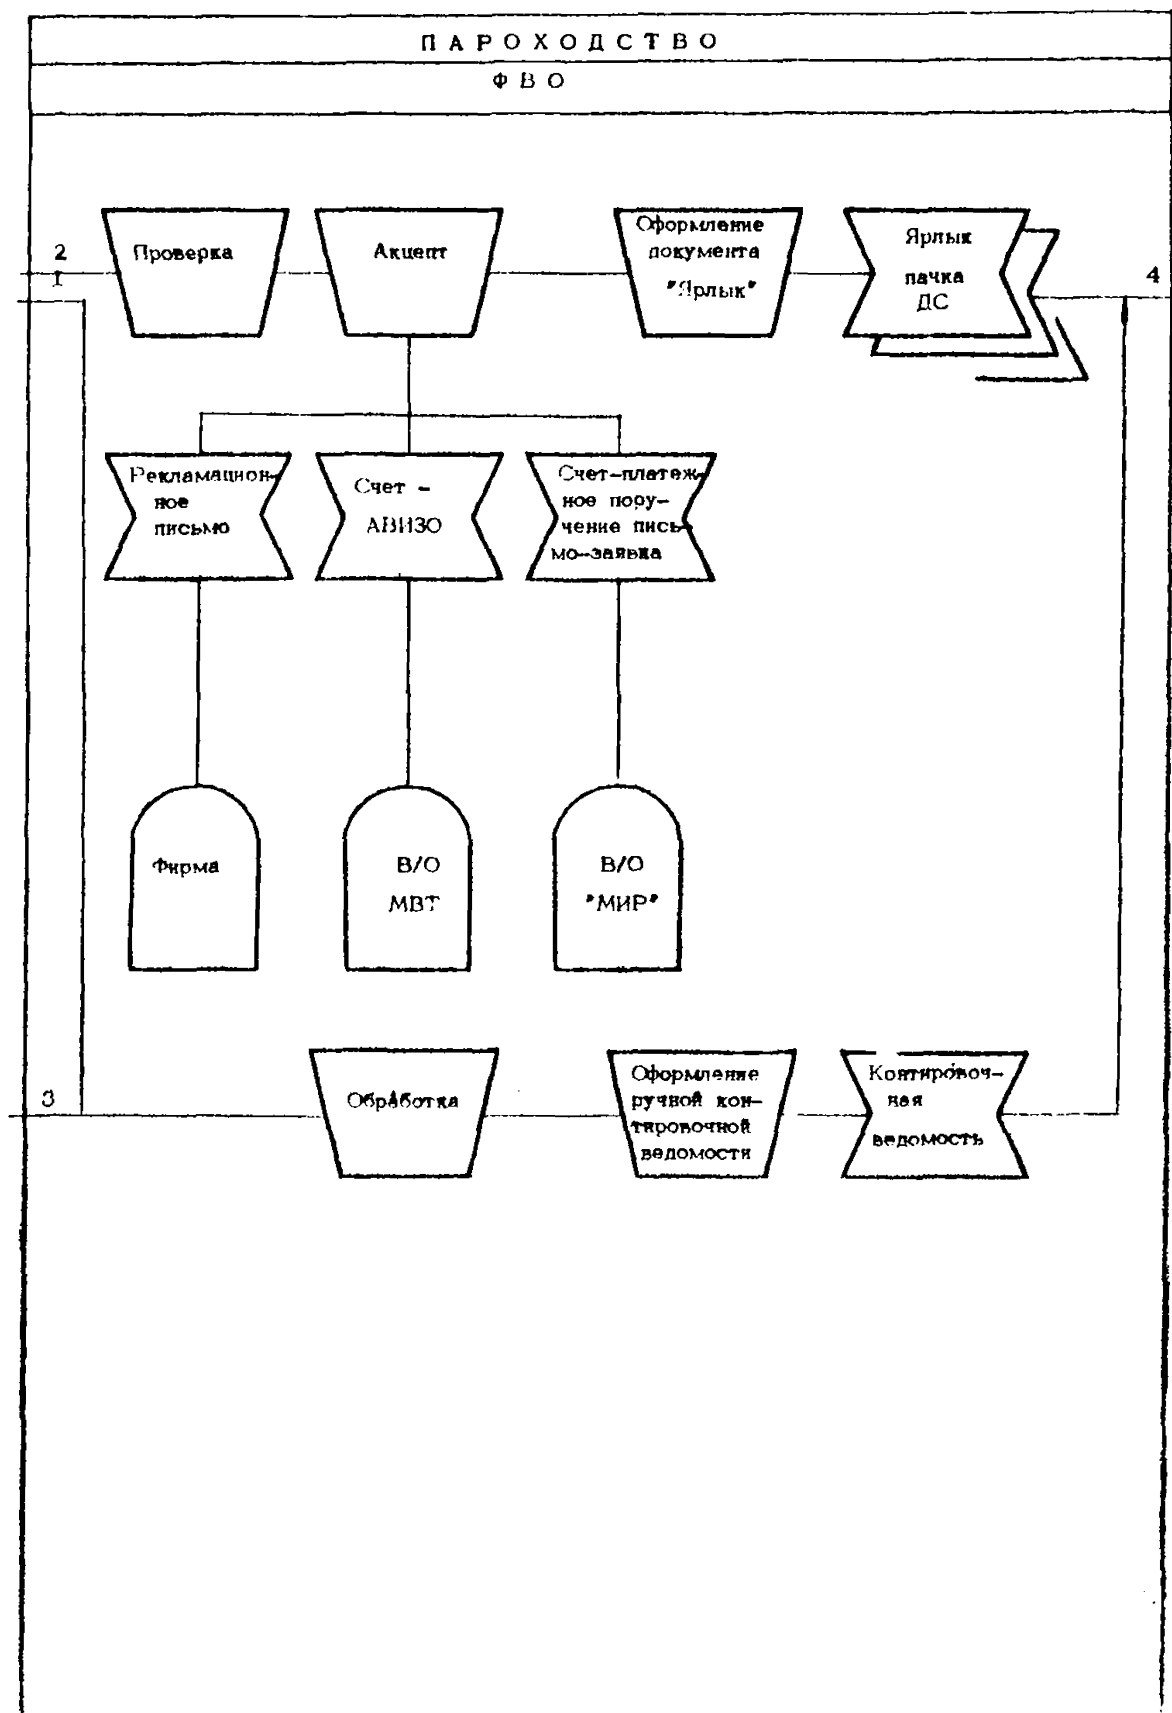 ПАРОХОДСТВО
ФВО
2
1
Проверка
Акцепт
Оформление
документа
"Ярлык"
Ярлык
пачка
ДС
4
Рекламацион-
ное
письмо
Счет -
АВИЗО
Счет-платеж-
ное пору-
чение пись-
мо-заявка
Фирма
В/О
МВТ
В/О
"МИР"
3
Обработка
Оформление
ручной кон-
тировочной
ведомости
Контировоч-
ная
ведомость